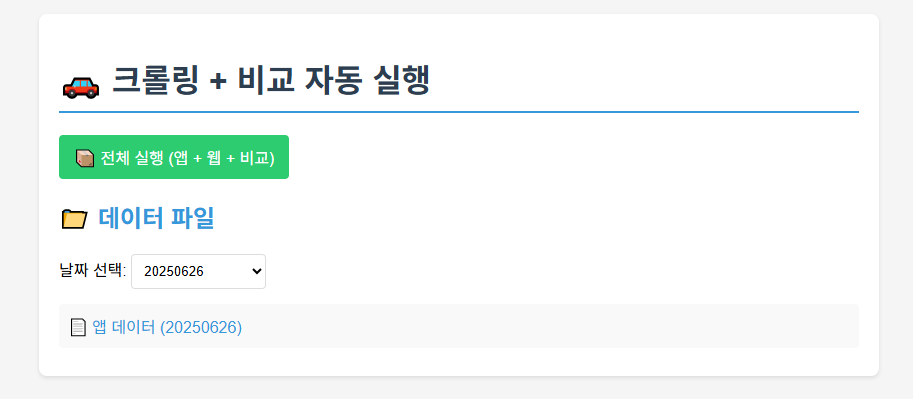 크롤링 + 비교 자동 실행
전체 실행 (앱 + 웹 + 비교)
데이터 파일
날짜 선택: 20250626
앱 데이터 (20250626)